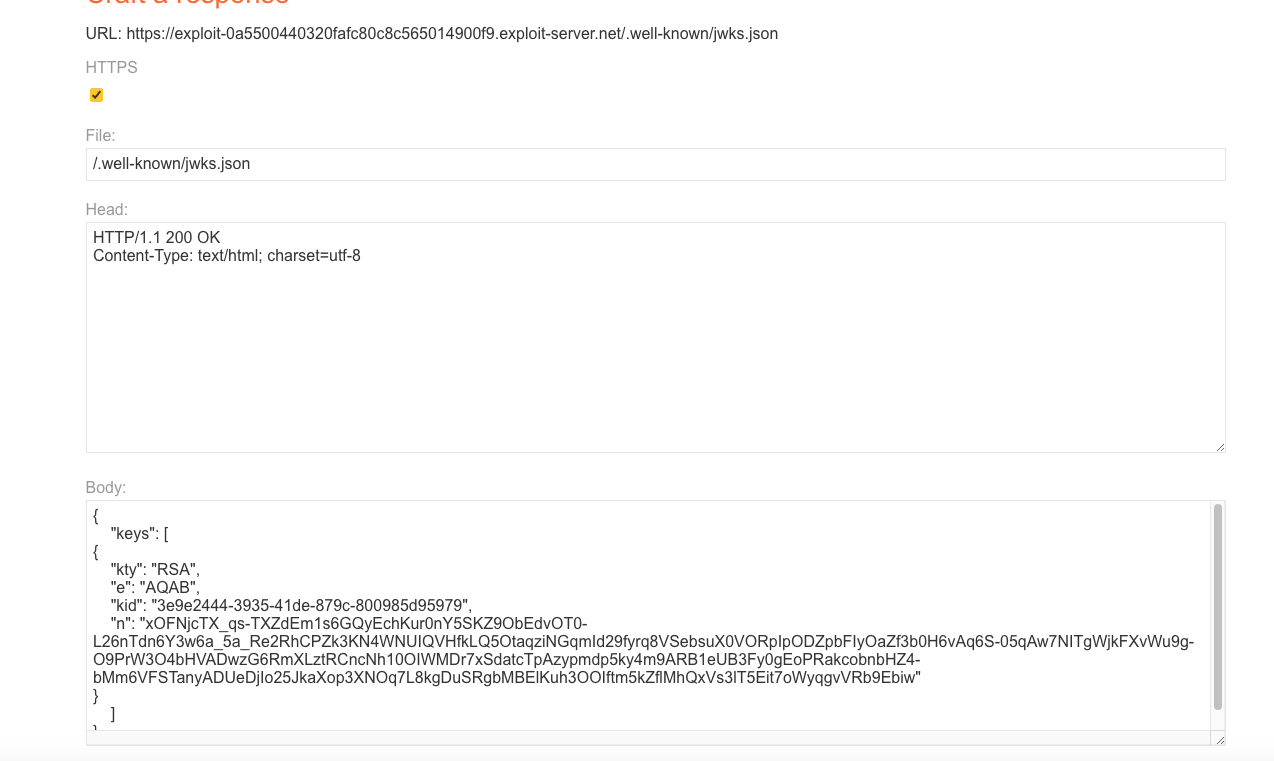 Craft a response
URL: https://exploit-0a5500440320fafc80c8c565014900f9.exploit-server.net/.well-known/jwks.json
HTTPS
File:
/.well-known/jwks.json
Head:
HTTP/1.1 200 OK
Content-Type: text/html; charset=utf-8
Body:
{
"keys": [
{
"kty": "RSA",
"e": "AQAB",
"kid": "3e9e2444-3935-41de-879c-800985d95979",
"n": "xOFNjcTX_qs-TXZdEm1s6GQyEchKur0nY5SKZ9ObEdvOT0-
L26nTdn6Y3w6a_5a_Re2RhCPZk3KN4WNUIQVHfkLQ5OtaqziNGqmId29fyrq8VSebsuX0VORpIpODZpbFIyOaZf3b0H6vAq6S-05qAw7NITgWjkFXvWu9g-
O9PrW3O4bHVADwzG6RmXLztRCncNh10OIWMDr7xSdatcTpAzypmdp5ky4m9ARB1eUB3Fy0gEoPRakcobnbHZ4-
bMm6VFSTanyADUeDjIo25JkaXop3XNOq7L8kgDuSRgbMBElKuh3OOIftm5kZflMhQxVs3lT5Eit7oWyqgvVRb9Ebiw"
}
]
}